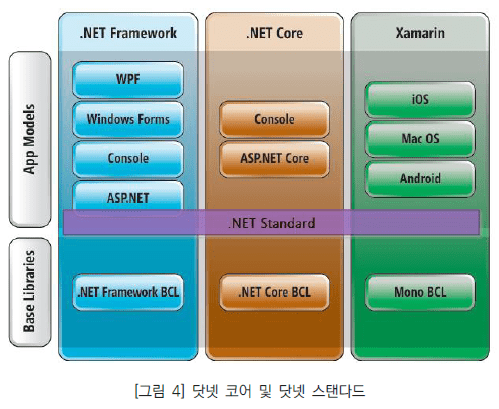 .NET Framework
.NET Core
Xamarin
App Models
WPF
Windows Forms
Console
ASP.NET
Console
ASP.NET Core
iOS
Mac OS
Android
.NET Standard
Base Libraries
.NET Framework BCL
.NET Core BCL
Mono BCL
[그림 4] 닷넷 코어 및 닷넷 스탠다드